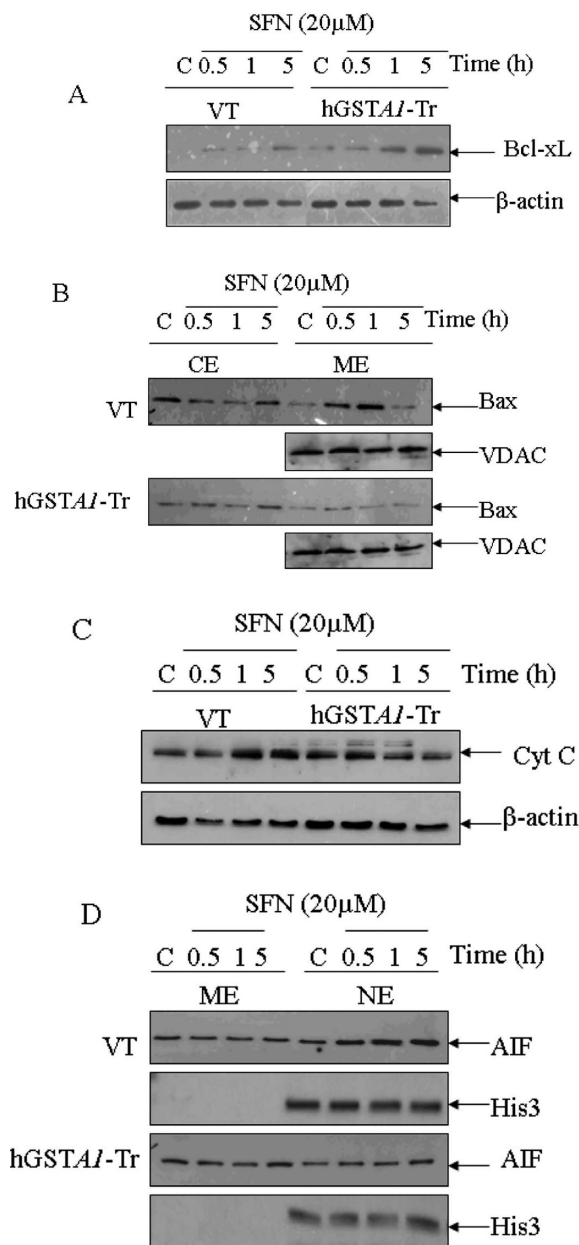 SFN (20µM)
C 0.5 1 5 C 0.5 1 5 Time (h)
A
VT hGSTA1-Tr
Bcl-xL
β-actin
B
SFN (20µM)
C 0.5 1 5 C 0.5 1 5 Time (h)
CE ME
VT Bax
VDAC
hGSTA1-Tr Bax
VDAC
C
SFN (20µM)
C 0.5 1 5 C 0.5 1 5 Time (h)
VT hGSTA1-Tr
Cyt C
β-actin
D
SFN (20µM)
C 0.5 1 5 C 0.5 1 5 Time (h)
ME NE
VT AIF
His3
hGSTA1-Tr AIF
His3